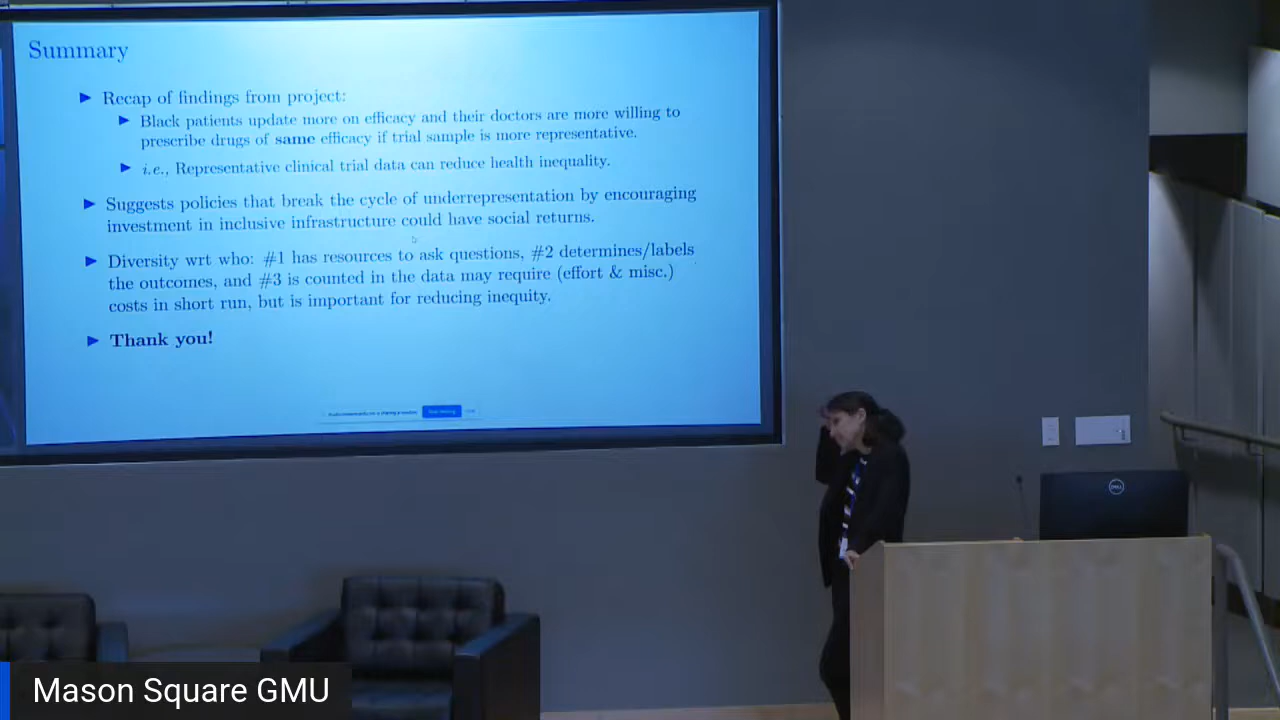 Summary
Recap of findings from project:
Black patients update more on efficacy and their doctors are more willing to
prescribe drugs of same efficacy if trial sample is more representative.
i.e., Representative clinical trial data can reduce health inequality.
Suggests policies that break the cycle of underrepresentation by encouraging
investment in inclusive infrastructure could have social returns.
Diversity wrt who: #1 has resources to ask questions, #2 determines/labels
the outcomes, and #3 is counted in the data may require (effort & misc.)
costs in short run, but is important for reducing inequity.
Thank you!
DELL
Mason Square GMU